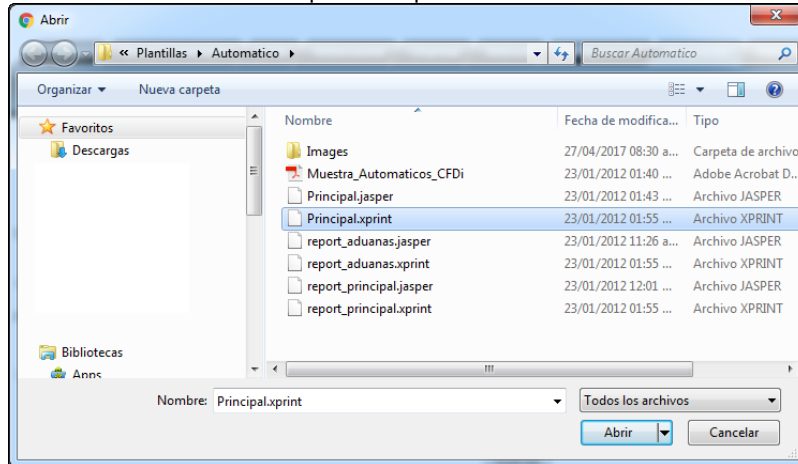 Abrir
« Plantillas ▸ Automatico ▸ Buscar Automatico
Organizar Nueva carpeta
Nombre Fecha de modifica... Tipo
Favoritos
Descargas
Images 27/04/2017 08:30 a... Carpeta de archivo
Muestra_Automaticos_CFDi 23/01/2012 01:40 ... Adobe Acrobat D...
Principal.jasper 23/01/2012 01:43 ... Archivo JASPER
Principal.xprint 23/01/2012 01:55 ... Archivo XPRINT
report_aduanas.jasper 23/01/2012 11:26 a... Archivo JASPER
report_aduanas.xprint 23/01/2012 01:55 ... Archivo XPRINT
report_principal.jasper 23/01/2012 12:01 ... Archivo JASPER
report_principal.xprint 23/01/2012 01:55 ... Archivo XPRINT
Bibliotecas
Apps
Nombre: Principal.xprint Todos los archivos
Abrir Cancelar